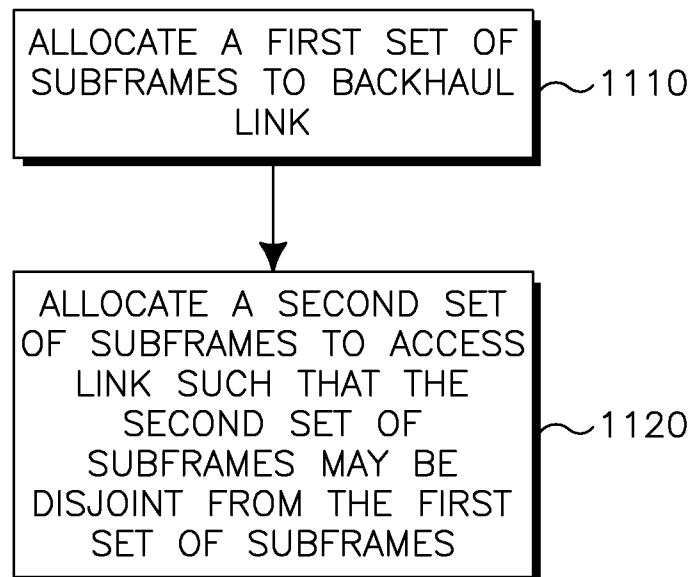 ALLOCATE A FIRST SET OF
SUBFRAMES TO BACKHAUL
LINK
1110
ALLOCATE A SECOND SET
OF SUBFRAMES TO ACCESS
LINK SUCH THAT THE
SECOND SET OF
SUBFRAMES MAY BE
DISJOINT FROM THE FIRST
SET OF SUBFRAMES
1120